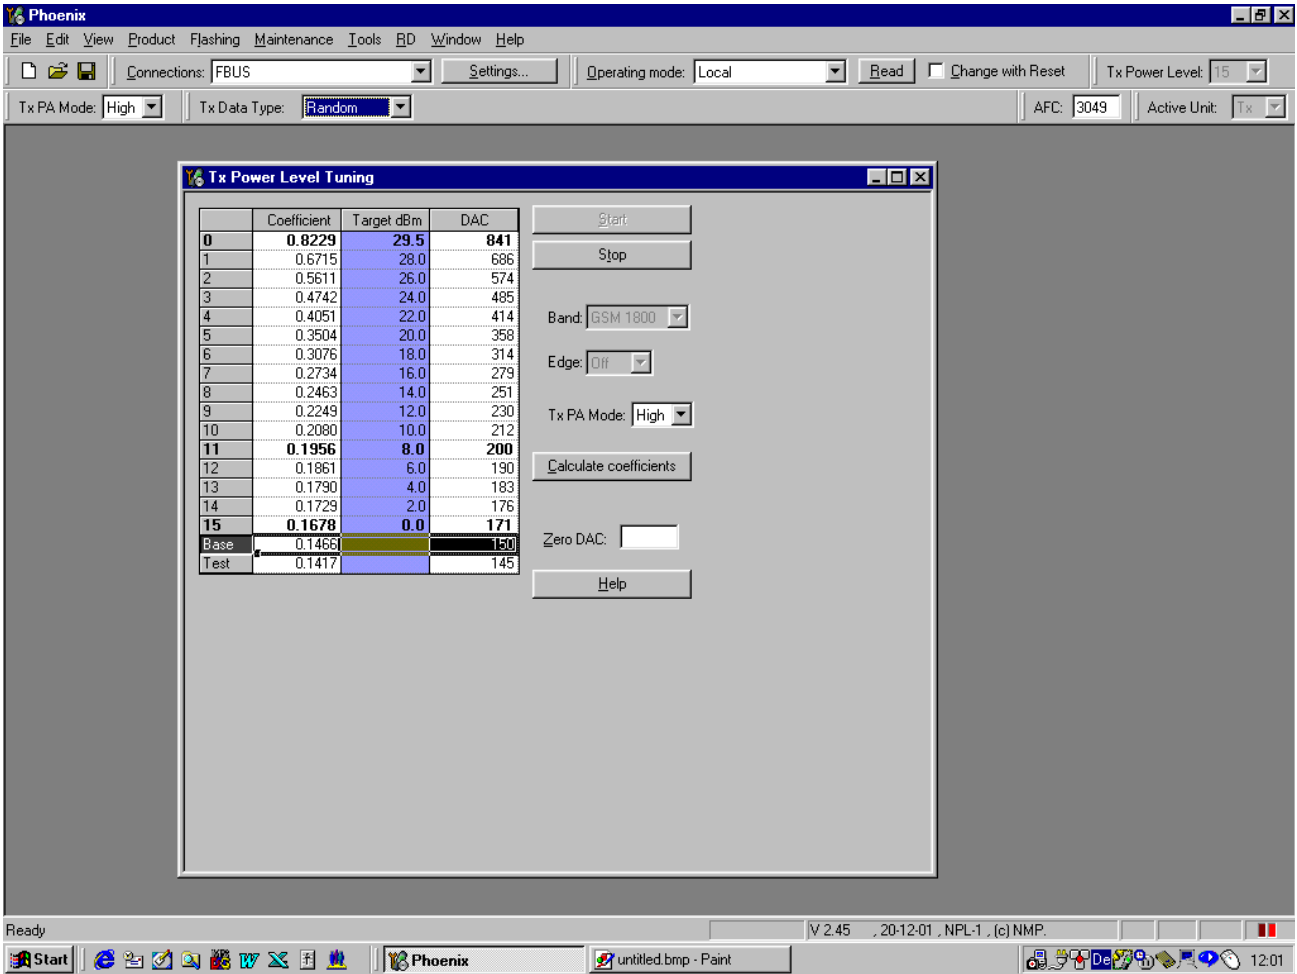 Phoenix
File Edit View Product Flashing Maintenance Tools RD Window Help
Connections: FBUS Settings... Operating mode: Local Read Change with Reset Tx Power Level: 15
Tx PA Mode: High Tx Data Type: Random AFC: 3049 Active Unit: Tx
Tx Power Level Tuning
Coefficient Target dBm DAC
0 0.8229 29.5 841
1 0.6715 28.0 686
2 0.5611 26.0 574
3 0.4742 24.0 485
4 0.4051 22.0 414
5 0.3504 20.0 358
6 0.3076 18.0 314
7 0.2734 16.0 279
8 0.2463 14.0 251
9 0.2249 12.0 230
10 0.2080 10.0 212
11 0.1956 8.0 200
12 0.1861 6.0 190
13 0.1790 4.0 183
14 0.1729 2.0 176
15 0.1678 0.0 171
Base 0.1466 150
Test 0.1417 145
Start
Stop
Band: GSM 1800
Edge: Off
Tx PA Mode: High
Calculate coefficients
Zero DAC:
Help
Ready V 2.45 , 20-12-01 , NPL-1 , (c) NMP.
Start Phoenix untitled.bmp - Paint De 12:01